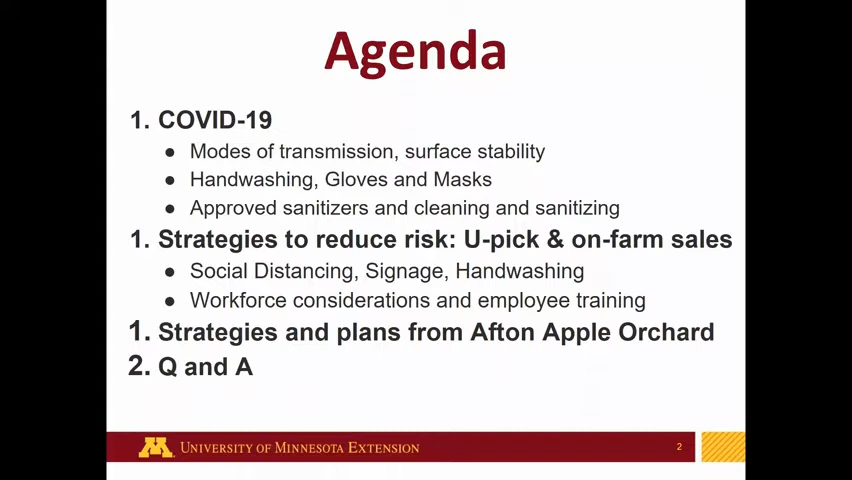 Agenda
1. COVID-19
● Modes of transmission, surface stability
● Handwashing, Gloves and Masks
● Approved sanitizers and cleaning and sanitizing
1. Strategies to reduce risk: U-pick & on-farm sales
● Social Distancing, Signage, Handwashing
● Workforce considerations and employee training
1. Strategies and plans from Afton Apple Orchard
2. Q and A
M UNIVERSITY OF MINNESOTA EXTENSION
2